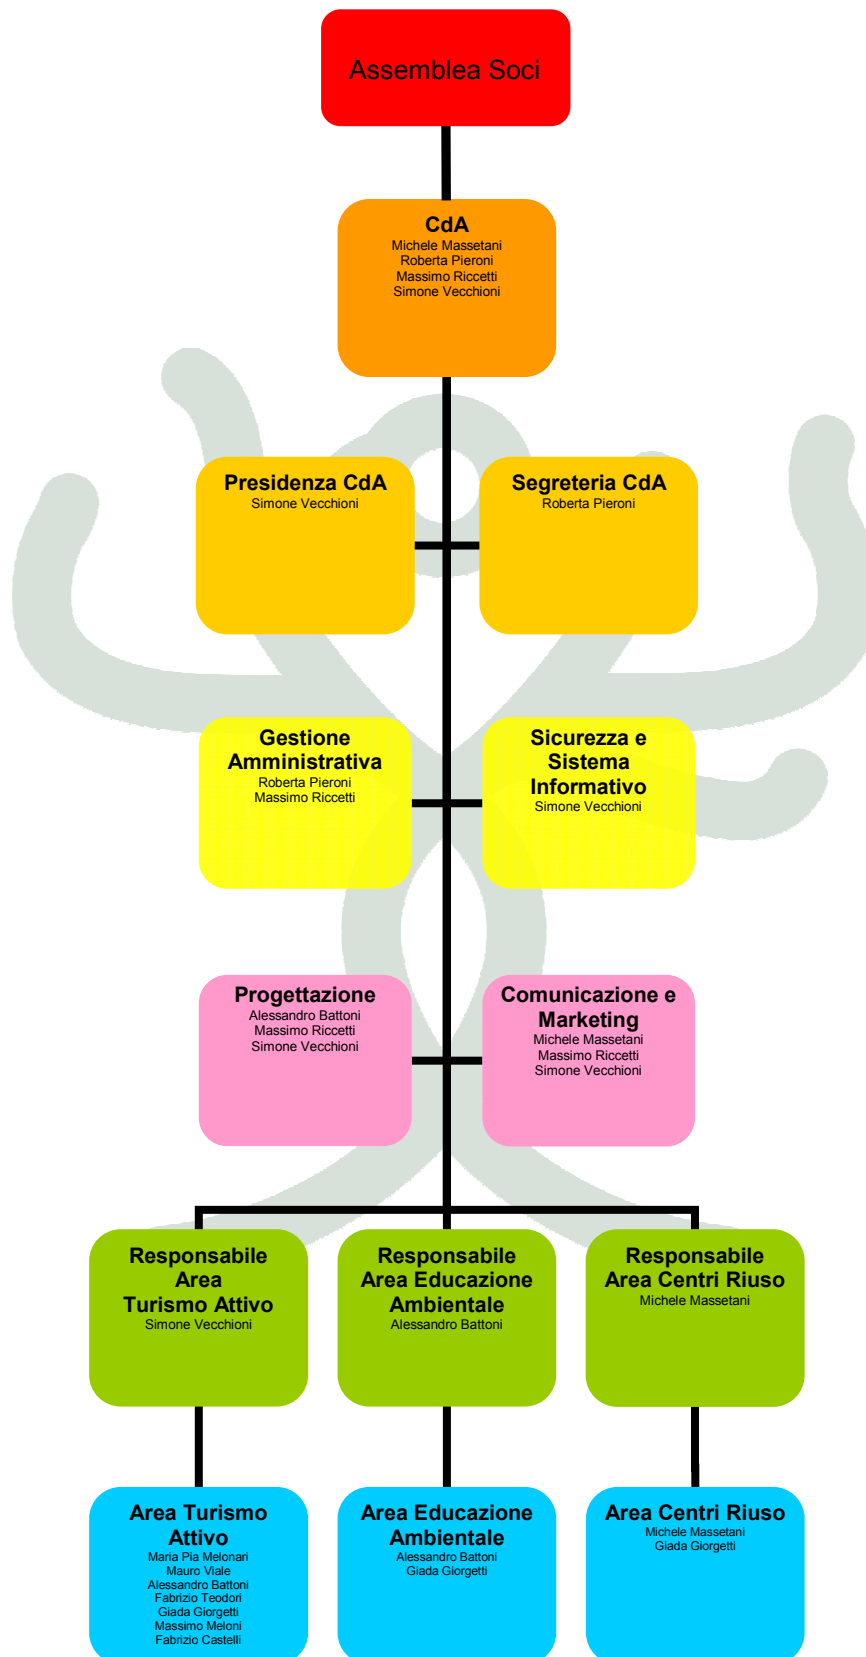 Assemblea Soci
CdA
Michele Massetani
Roberta Pieroni
Massimo Riccetti
Simone Vecchioni
Presidenza CdA
Simone Vecchioni
Segreteria CdA
Roberta Pieroni
Gestione
Amministrativa
Roberta Pieroni
Massimo Riccetti
Sicurezza e
Sistema
Informativo
Simone Vecchioni
Progettazione
Alessandro Battoni
Massimo Riccetti
Simone Vecchioni
Comunicazione e
Marketing
Michele Massetani
Massimo Riccetti
Simone Vecchioni
Responsabile
Area
Turismo Attivo
Simone Vecchioni
Responsabile
Area Educazione
Ambientale
Alessandro Battoni
Responsabile
Area Centri Riuso
Michele Massetani
Area Turismo
Attivo
Maria Pia Melonari
Mauro Viale
Alessandro Battoni
Fabrizio Teodori
Giada Giorgetti
Massimo Meloni
Fabrizio Castelli
Area Educazione
Ambientale
Alessandro Battoni
Giada Giorgetti
Area Centri Riuso
Michele Massetani
Giada Giorgetti